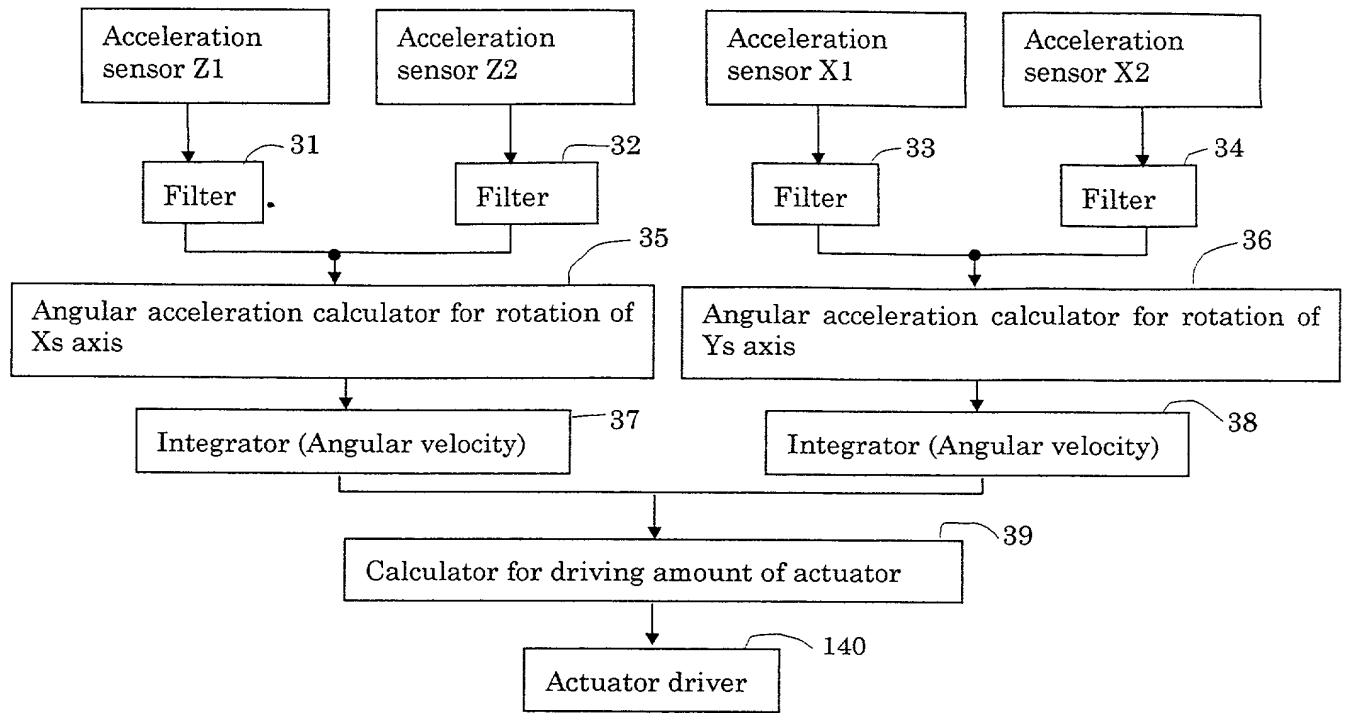 Acceleration
sensor Z1
Acceleration
sensor Z2
Acceleration
sensor X1
Acceleration
sensor X2
31
32
33
34
Filter
Filter
Filter
Filter
35
36
Angular acceleration calculator for rotation of
Xs axis
Angular acceleration calculator for rotation of
Ys axis
37
38
Integrator (Angular velocity)
Integrator (Angular velocity)
39
Calculator for driving amount of actuator
140
Actuator driver